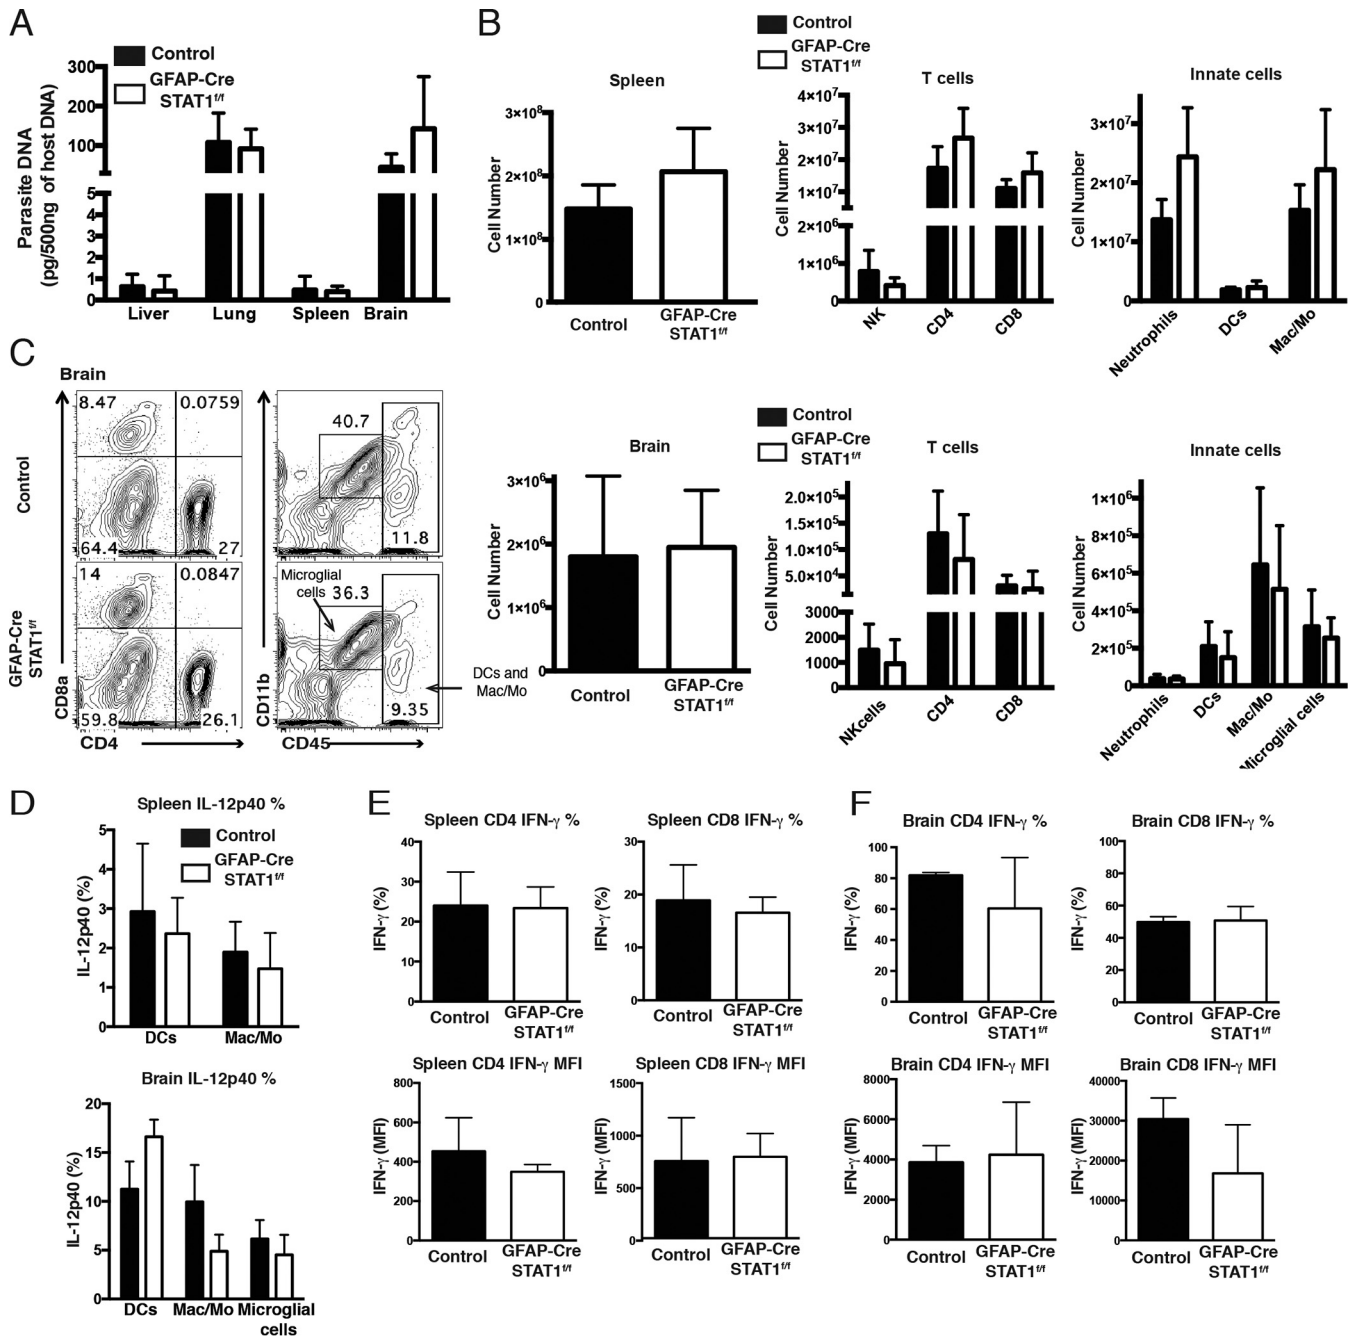 A
Control
GFAP-Cre
STAT1f/f
Parasite DNA
(pg/500ng of host DNA)
300
200
100
5
4
3
2
1
0
Liver
Lung
Spleen
Brain
B
Control
GFAP-Cre
STAT1f/f
Spleen
Cell Number
3×10⁸
2×10⁸
1×10⁸
0
Control
GFAP-Cre
STAT1f/f
T cells
Cell Number
4×10⁷
3×10⁷
2×10⁷
1×10⁷
2×10⁶
1×10⁶
0
NK
CD4
CD8
Innate cells
Cell Number
3×10⁷
2×10⁷
1×10⁷
0
Neutrophils
DCs
Mac/Mo
C
Brain
Control
8.47
0.0759
64.4
27
40.7
11.8
GFAP-Cre
STAT1f/f
14
0.0847
59.8
26.1
Microglial
cells
36.3
9.35
DCs and
Mac/Mo
CD8a
CD4
CD11b
CD45
Control
GFAP-Cre
STAT1f/f
Brain
Cell Number
3×10⁶
2×10⁶
1×10⁶
0
Control
GFAP-Cre
STAT1f/f
T cells
Cell Number
2.0×10⁵
1.5×10⁵
1.0×10⁵
5.0×10⁴
3000
2000
1000
0
NKcells
CD4
CD8
Innate cells
Cell Number
1×10⁶
8×10⁵
6×10⁵
4×10⁵
2×10⁵
0
Neutrophils
DCs
Mac/Mo
Microglial cells
D
Spleen IL-12p40 %
Control
GFAP-Cre
STAT1f/f
IL-12p40 (%)
5
4
3
2
1
0
DCs
Mac/Mo
Brain IL-12p40 %
IL-12p40 (%)
20
15
10
5
0
DCs
Mac/Mo
Microglial
cells
E
Spleen CD4 IFN-γ %
IFN-γ (%)
40
30
20
10
0
Control
GFAP-Cre
STAT1f/f
Spleen CD8 IFN-γ %
IFN-γ (%)
30
20
10
0
Control
GFAP-Cre
STAT1f/f
Spleen CD4 IFN-γ MFI
IFN-γ (MFI)
800
600
400
200
0
Control
GFAP-Cre
STAT1f/f
Spleen CD8 IFN-γ MFI
IFN-γ (MFI)
1500
1000
500
0
Control
GFAP-Cre
STAT1f/f
F
Brain CD4 IFN-γ %
IFN-γ (%)
100
80
60
40
20
0
Control
GFAP-Cre
STAT1f/f
Brain CD8 IFN-γ %
IFN-γ (%)
100
80
60
40
20
0
Control
GFAP-Cre
STAT1f/f
Brain CD4 IFN-γ MFI
IFN-γ (MFI)
8000
6000
4000
2000
0
Control
GFAP-Cre
STAT1f/f
Brain CD8 IFN-γ MFI
IFN-γ (MFI)
40000
30000
20000
10000
0
Control
GFAP-Cre
STAT1f/f